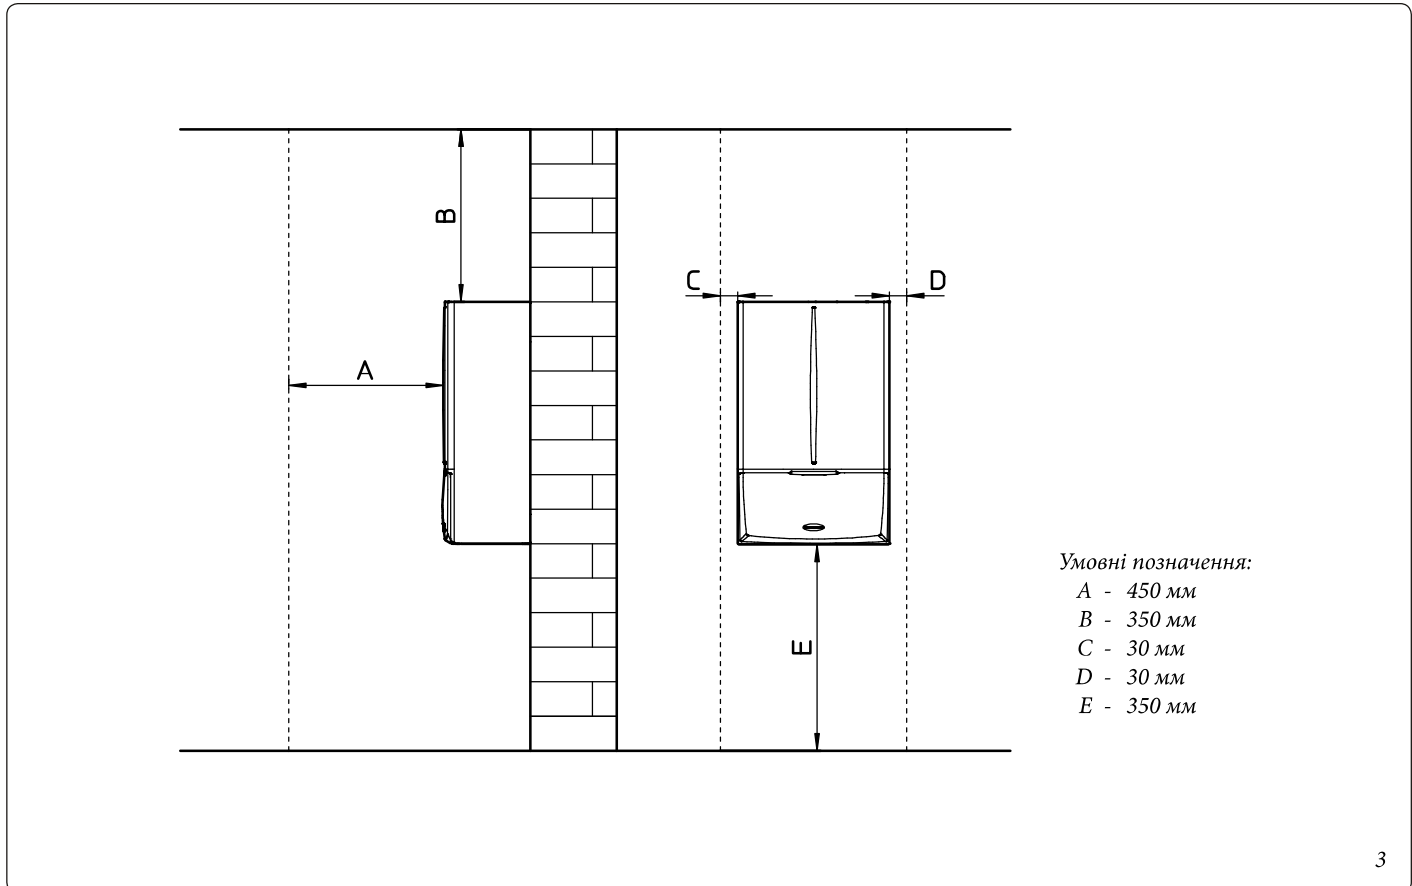 B
C
D
A
E
Умовні позначення:
A - 450 мм
B - 350 мм
C - 30 мм
D - 30 мм
E - 350 мм
3